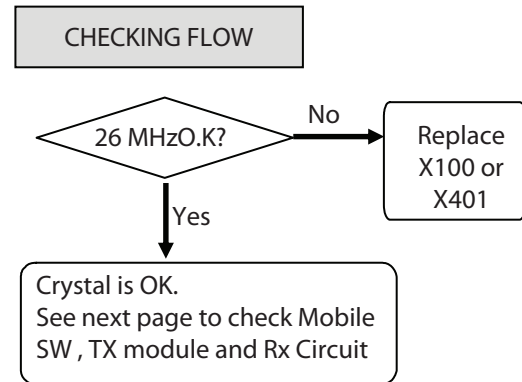 CHECKING FLOW
26 MHzO.K?
No
Replace
X100 or
X401
Yes
Crystal is OK.
See next page to check Mobile
SW , TX module and Rx Circuit